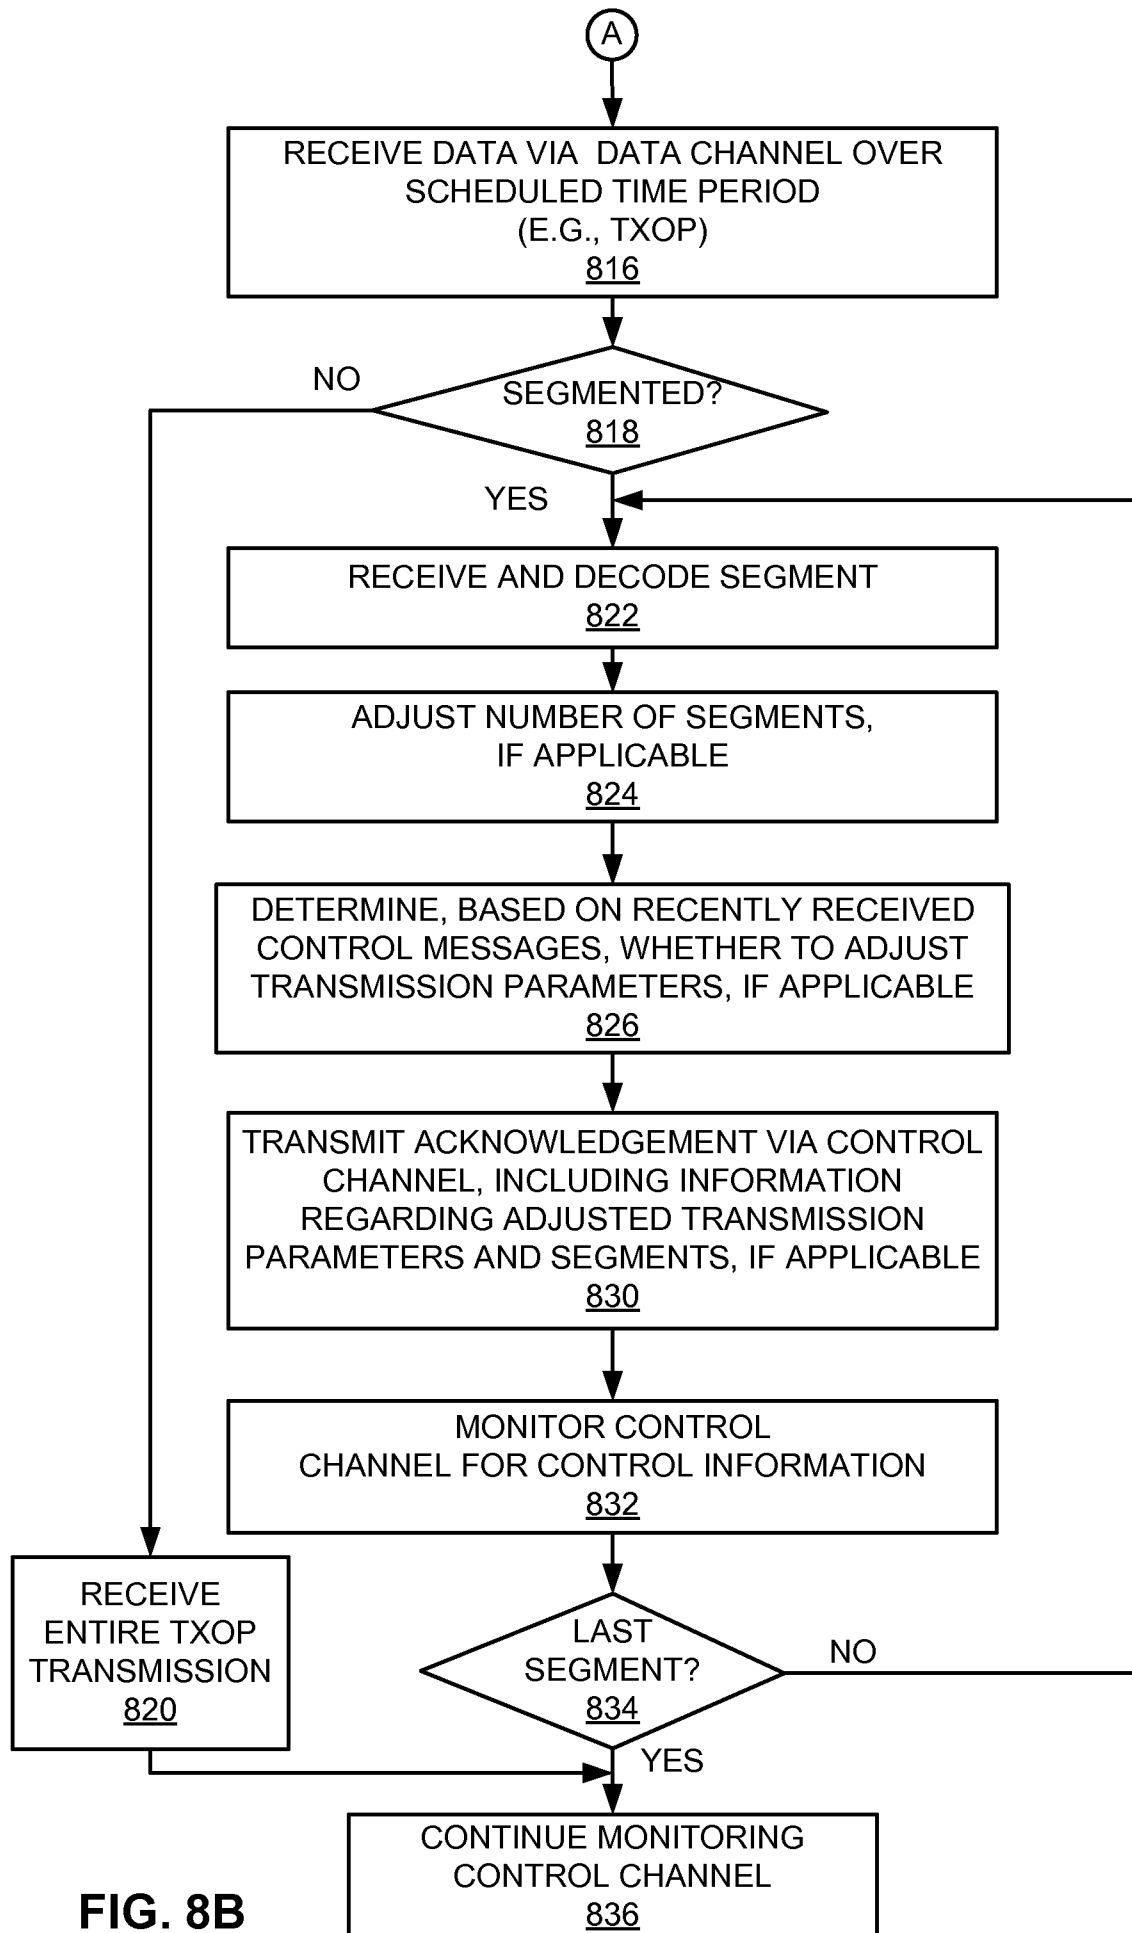 A
RECEIVE DATA VIA DATA CHANNEL OVER
SCHEDULED TIME PERIOD
(E.G., TXOP)
816
NO
SEGMENTED?
818
YES
RECEIVE AND DECODE SEGMENT
822
ADJUST NUMBER OF SEGMENTS,
IF APPLICABLE
824
DETERMINE, BASED ON RECENTLY RECEIVED
CONTROL MESSAGES, WHETHER TO ADJUST
TRANSMISSION PARAMETERS, IF APPLICABLE
826
TRANSMIT ACKNOWLEDGEMENT VIA CONTROL
CHANNEL, INCLUDING INFORMATION
REGARDING ADJUSTED TRANSMISSION
PARAMETERS AND SEGMENTS, IF APPLICABLE
830
MONITOR CONTROL
CHANNEL FOR CONTROL INFORMATION
832
RECEIVE
ENTIRE TXOP
TRANSMISSION
820
LAST
SEGMENT?
834
NO
YES
CONTINUE MONITORING
CONTROL CHANNEL
836
FIG. 8B